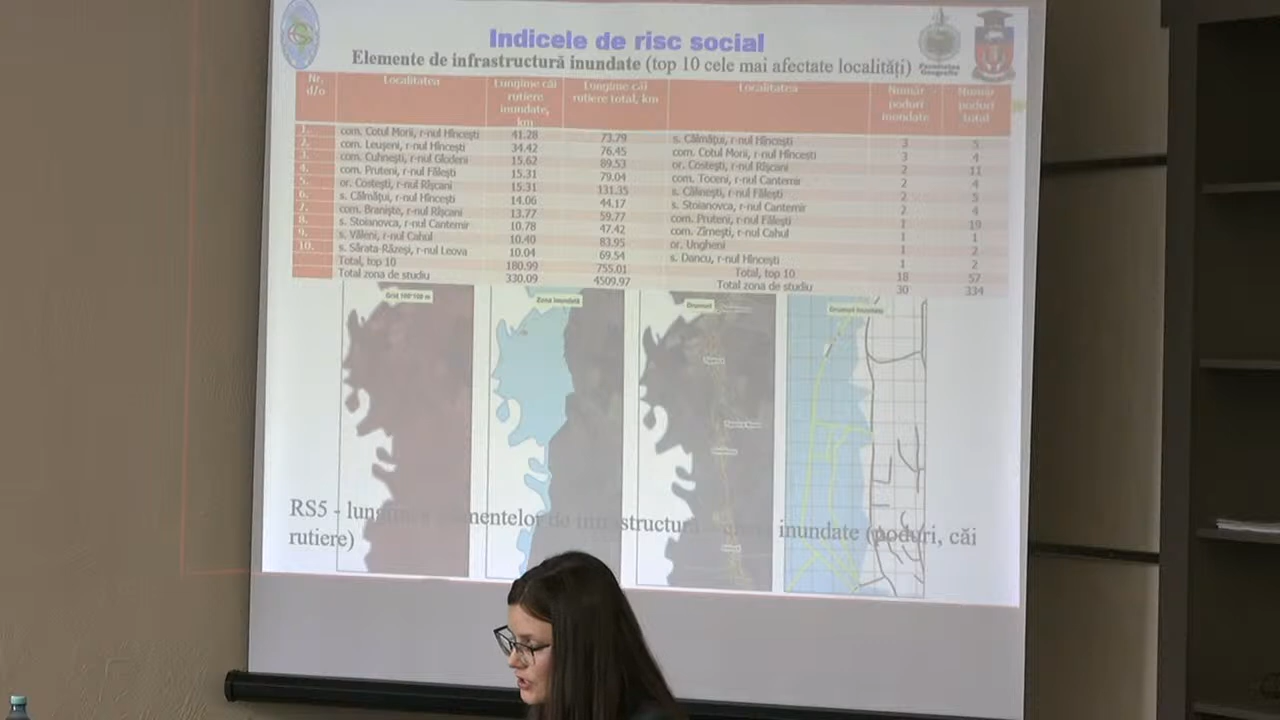 Indicele de risc social
Elemente de infrastructură inundate (top 10 cele mai afectate localități)
Nr. d/o Localitatea Lungime căi rutiere inundate, km Lungime căi rutiere total, km Localitatea Număr poduri inundate Număr poduri total
1. com. Cotul Morii, r-nul Hîncești 41.28 73.79 s. Călmățui, r-nul Hîncești 3 5
2. com. Leușeni, r-nul Hîncești 34.42 76.45 com. Cotul Morii, r-nul Hîncești 3 4
3. com. Cuhnești, r-nul Glodeni 15.62 89.53 or. Costești, r-nul Rîșcani 2 11
4. com. Pruteni, r-nul Fălești 15.31 79.04 com. Toceni, r-nul Cantemir 2 4
5. or. Costești, r-nul Rîșcani 15.31 131.35 s. Călinești, r-nul Fălești 2 5
6. s. Călmățui, r-nul Hîncești 14.06 44.17 s. Stoianovca, r-nul Cantemir 2 4
7. com. Braniște, r-nul Rîșcani 13.77 59.77 com. Pruteni, r-nul Fălești 1 19
8. s. Stoianovca, r-nul Cantemir 10.78 47.42 com. Zîrnești, r-nul Cahul 1 1
9. s. Văleni, r-nul Cahul 10.40 83.95 or. Ungheni 1 2
10. s. Sărata-Răzeși, r-nul Leova 10.04 69.54 s. Dancu, r-nul Hîncești 1 2
Total, top 10 180.99 755.01 Total, top 10 18 57
Total zona de studiu 330.09 4509.97 Total zona de studiu 30 334
Zona inundată
Drumuri
Drumuri inundate
RS5 - inundate (poduri, căi
rutiere)